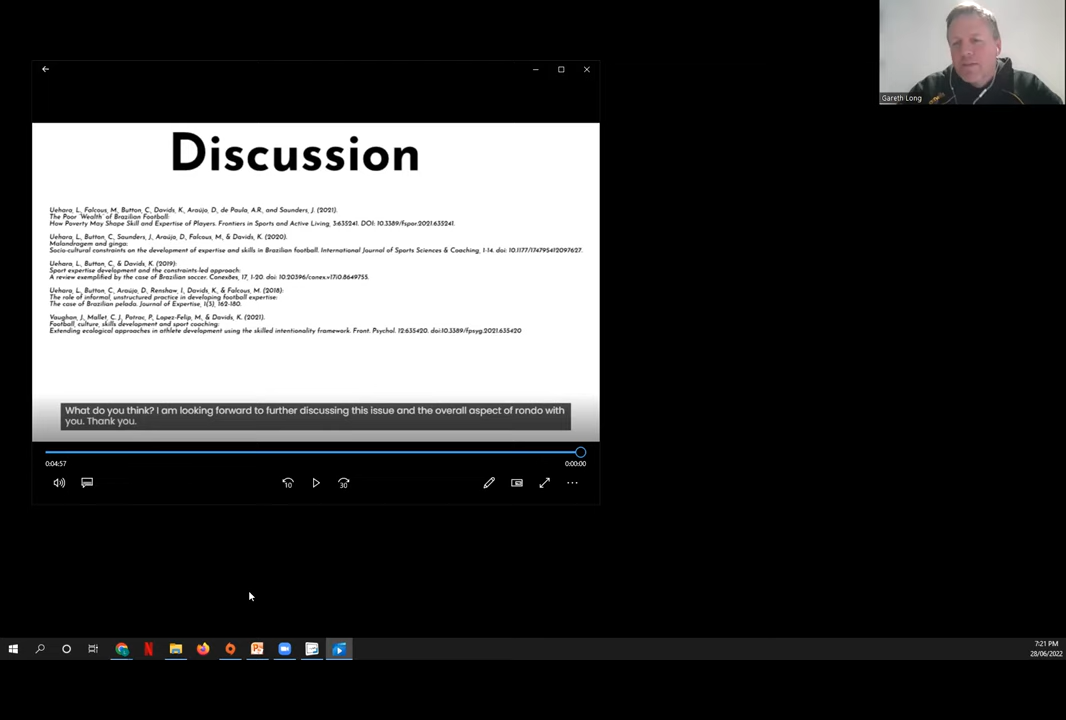 Gareth Long
Discussion
Uehara, L., Falcous, M., Button, C., Davids, K., Araújo, D., de Paula, A.R., and Saunders, J. (2021).
The Poor 'Wealth' of Brazilian Football:
How Poverty May Shape Skill and Expertise of Players. Frontiers in Sports and Active Living, 3:635241. DOI: 10.3389/fspor.2021.635241.
Uehara, L., Button, C., Saunders, J., Araújo, D., Falcous, M., & Davids, K. (2020).
Malandragem and ginga:
Socio-cultural constraints on the development of expertise and skills in Brazilian football. International Journal of Sports Sciences & Coaching, 1-14. doi: 10.1177/174795412097627.
Uehara, L., Button, C., & Davids, K. (2019):
Sport expertise development and the constraints-led approach:
A review exemplified by the case of Brazilian soccer. Conexões, 17, 1-20. doi: 10.20396/conex.v17i0.8649755.
Uehara, L., Button, C., Araújo, D., Renshaw, I., Davids, K., & Falcous, M. (2018):
The role of informal, unstructured practice in developing football expertise:
The case of Brazilian pelada. Journal of Expertise, 1(3), 162-180.
Vaughan, J., Mallet, C. J., Potrac, P., Lopez-Felip, M., & Davids, K. (2021).
Football, culture, skills development and sport coaching:
Extending ecological approaches in athlete development using the skilled intentionality framework. Front. Psychol. 12:635420. doi:10.3389/fpsyg.2021.635420
What do you think? I am looking forward to further discussing this issue and the overall aspect of rondo with
you. Thank you.
0:04:57
0:00:00
10
30
7:21 PM
28/06/2022